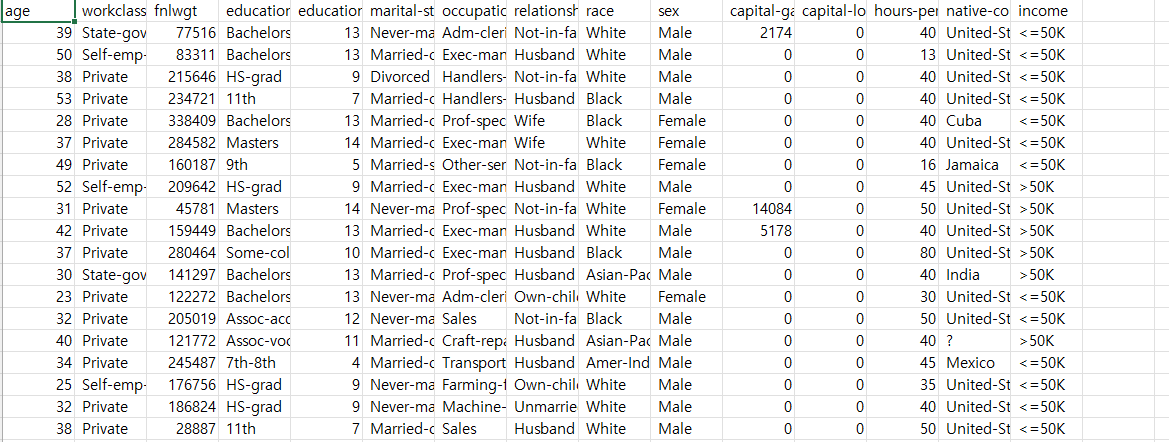 age workclass fnlwgt education education marital-st occupatio relationsh race sex capital-ga capital-lo hours-per native-co income
39 State-gov 77516 Bachelors 13 Never-ma Adm-cleri Not-in-fa White Male 2174 0 40 United-St <=50K
50 Self-emp- 83311 Bachelors 13 Married-c Exec-man Husband White Male 0 0 13 United-St <=50K
38 Private 215646 HS-grad 9 Divorced Handlers- Not-in-fa White Male 0 0 40 United-St <=50K
53 Private 234721 11th 7 Married-c Handlers- Husband Black Male 0 0 40 United-St <=50K
28 Private 338409 Bachelors 13 Married-c Prof-spec Wife Black Female 0 0 40 Cuba <=50K
37 Private 284582 Masters 14 Married-c Exec-man Wife White Female 0 0 40 United-St <=50K
49 Private 160187 9th 5 Married-s Other-ser Not-in-fa Black Female 0 0 16 Jamaica <=50K
52 Self-emp- 209642 HS-grad 9 Married-c Exec-man Husband White Male 0 0 45 United-St >50K
31 Private 45781 Masters 14 Never-ma Prof-spec Not-in-fa White Female 14084 0 50 United-St >50K
42 Private 159449 Bachelors 13 Married-c Exec-man Husband White Male 5178 0 40 United-St >50K
37 Private 280464 Some-col 10 Married-c Exec-man Husband Black Male 0 0 80 United-St >50K
30 State-gov 141297 Bachelors 13 Married-c Prof-spec Husband Asian-Pac Male 0 0 40 India >50K
23 Private 122272 Bachelors 13 Never-ma Adm-cleri Own-chil White Female 0 0 30 United-St <=50K
32 Private 205019 Assoc-acc 12 Never-ma Sales Not-in-fa Black Male 0 0 50 United-St <=50K
40 Private 121772 Assoc-voc 11 Married-c Craft-repa Husband Asian-Pac Male 0 0 40 ? >50K
34 Private 245487 7th-8th 4 Married-c Transport Husband Amer-Ind Male 0 0 45 Mexico <=50K
25 Self-emp- 176756 HS-grad 9 Never-ma Farming-f Own-chil White Male 0 0 35 United-St <=50K
32 Private 186824 HS-grad 9 Never-ma Machine- Unmarrie White Male 0 0 40 United-St <=50K
38 Private 28887 11th 7 Married-c Sales Husband White Male 0 0 50 United-St <=50K